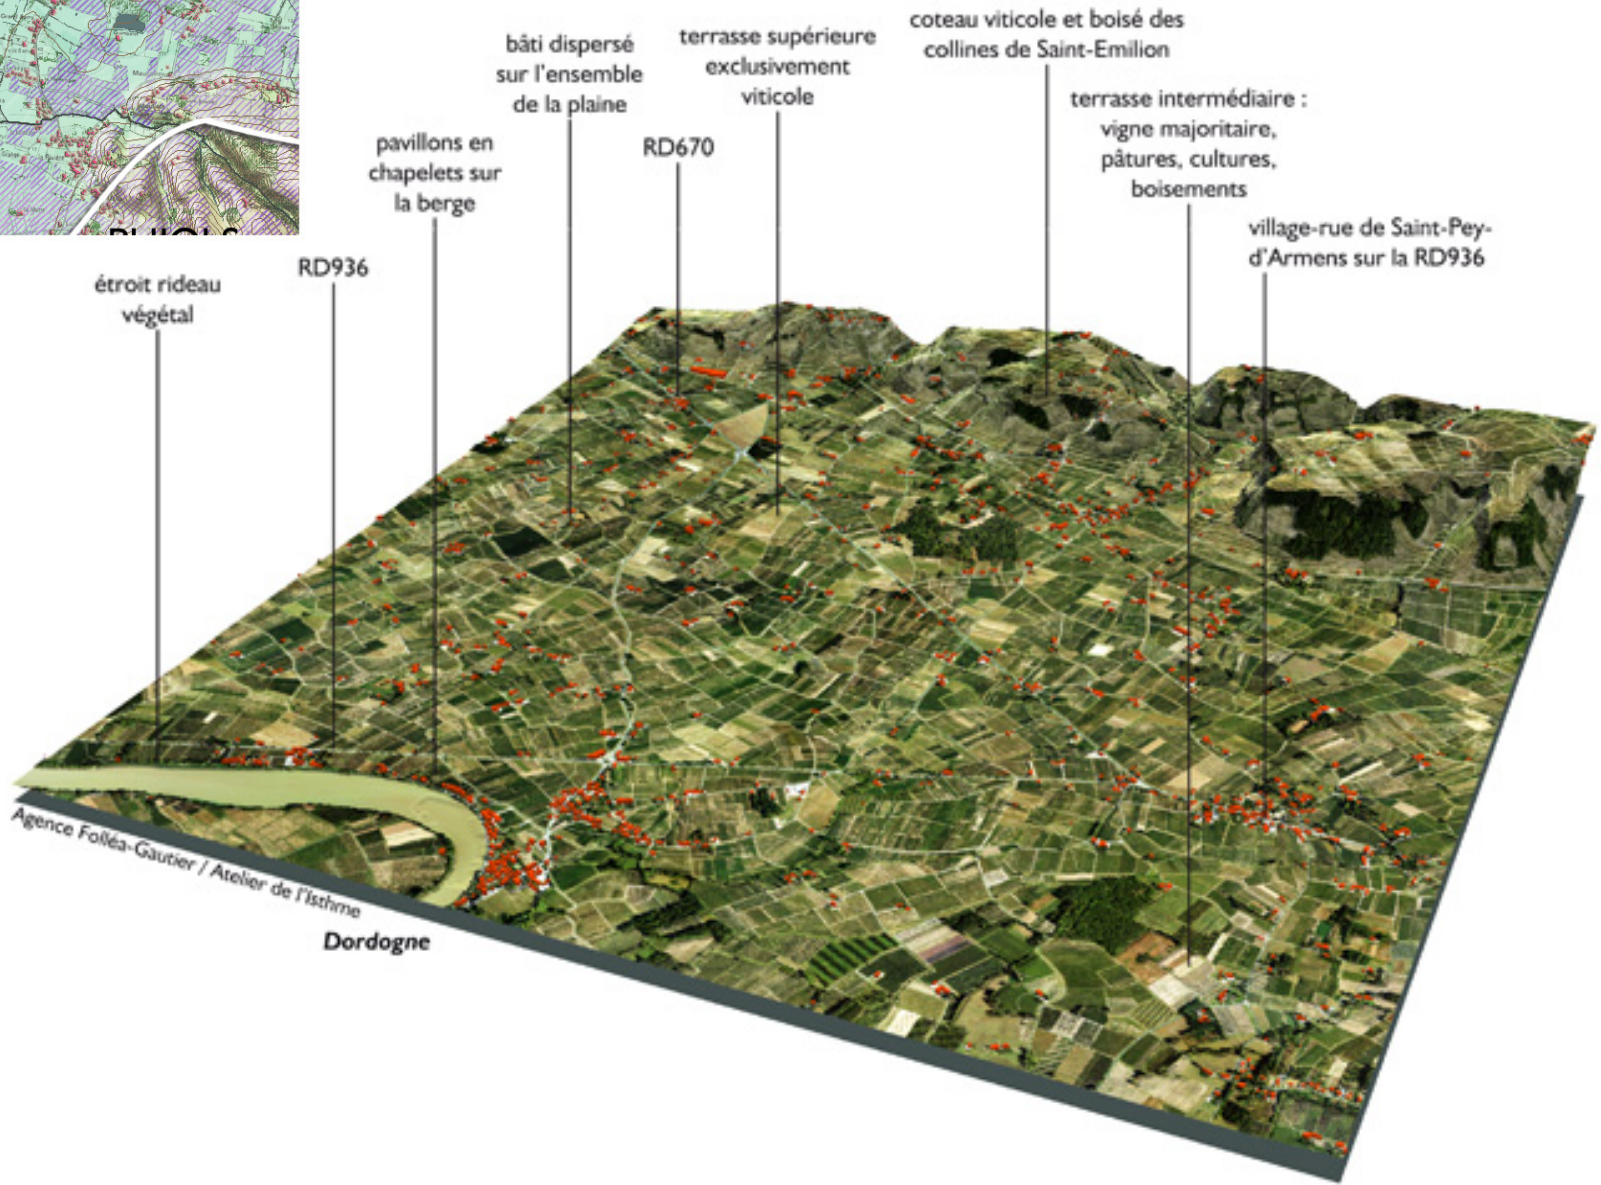 coteau viticole et boisé des
collines de Saint-Emilion
terrasse supérieure
exclusivement
viticole
bâti dispersé
sur l'ensemble
de la plaine
terrasse intermédiaire :
vigne majoritaire,
pâtures, cultures,
boisements
pavillons en
chapelets sur
la berge
RD670
village-rue de Saint-Pey-
d'Armens sur la RD936
RD936
étroit rideau
végétal
Agence Folléa-Gautier / Atelier de l'Isthme
Dordogne